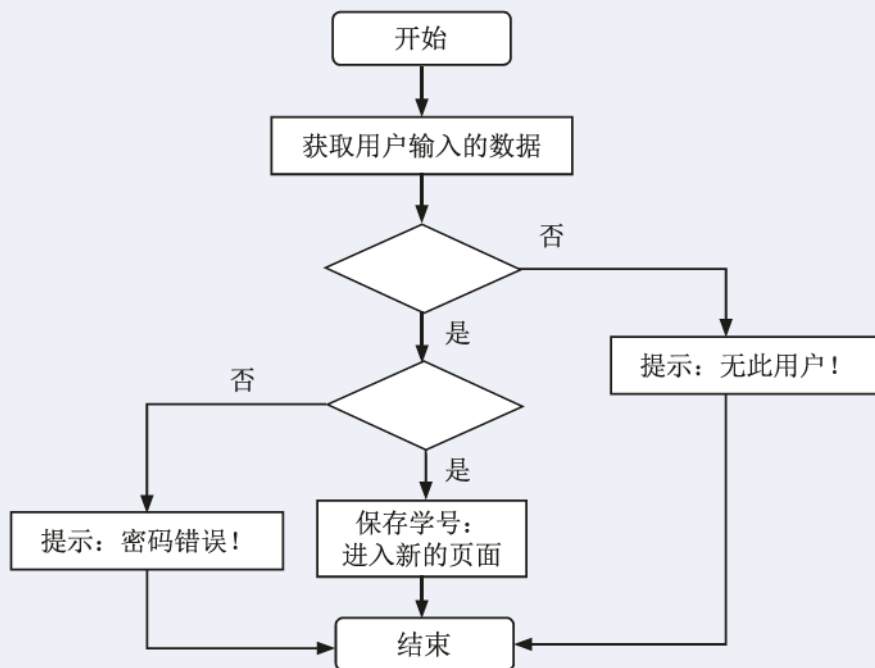 开始
获取用户输入的数据
否
是
提示：无此用户！
否
是
提示：密码错误！
保存学号：
进入新的页面
结束